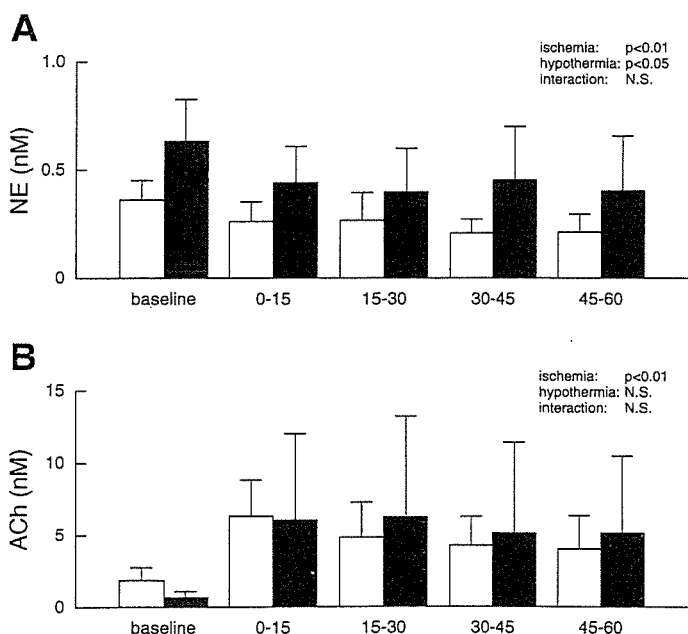 A
ischemia: p<0.01
hypothermia: p<0.05
interaction: N.S.
1.0
0.5
0
NE (nM)
baseline 0-15 15-30 30-45 45-60
B
ischemia: p<0.01
hypothermia: N.S.
interaction: N.S.
15
10
5
0
ACh (nM)
baseline 0-15 15-30 30-45 45-60